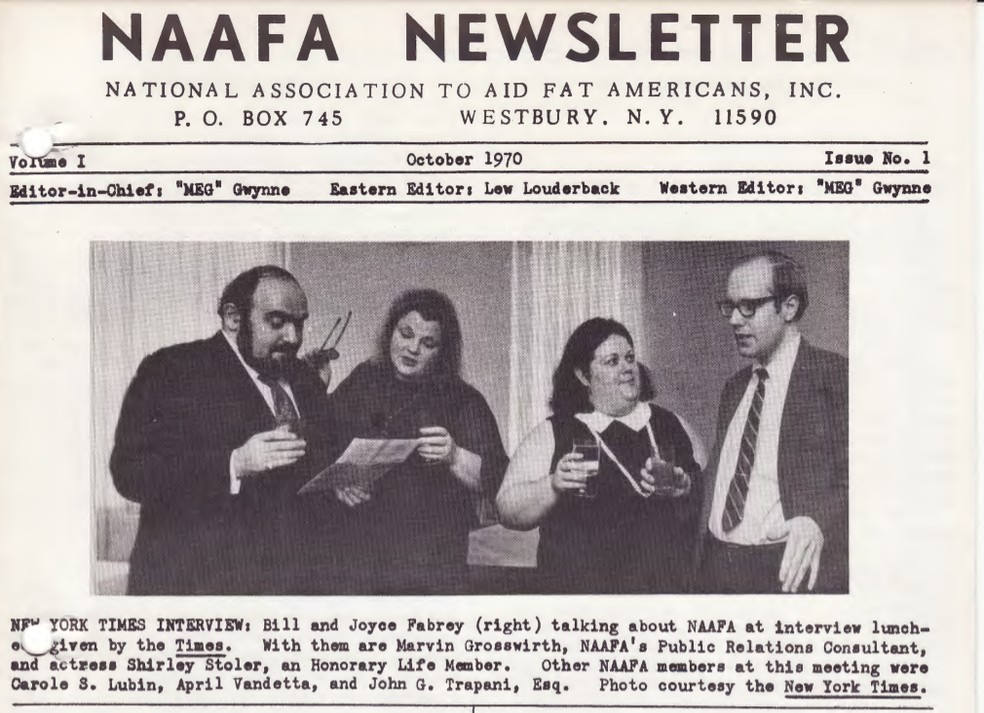 NAAFA NEWSLETTER
NATIONAL ASSOCIATION TO AID FAT AMERICANS, INC.
P. O. BOX 745 WESTBURY, N. Y. 11590
Volume I October 1970 Issue No. 1
Editor-in-Chief: "MEG" Gwynne Eastern Editor: Lew Louderback Western Editor: "MEG" Gwynne
NEW YORK TIMES INTERVIEW: Bill and Joyce Fabrey (right) talking about NAAFA at interview lunch-
given by the Times. With them are Marvin Grosswirth, NAAFA's Public Relations Consultant,
and actress Shirley Stoler, an Honorary Life Member. Other NAAFA members at this meeting were
Carole S. Lubin, April Vandetta, and John G. Trapani, Esq. Photo courtesy the New York Times.